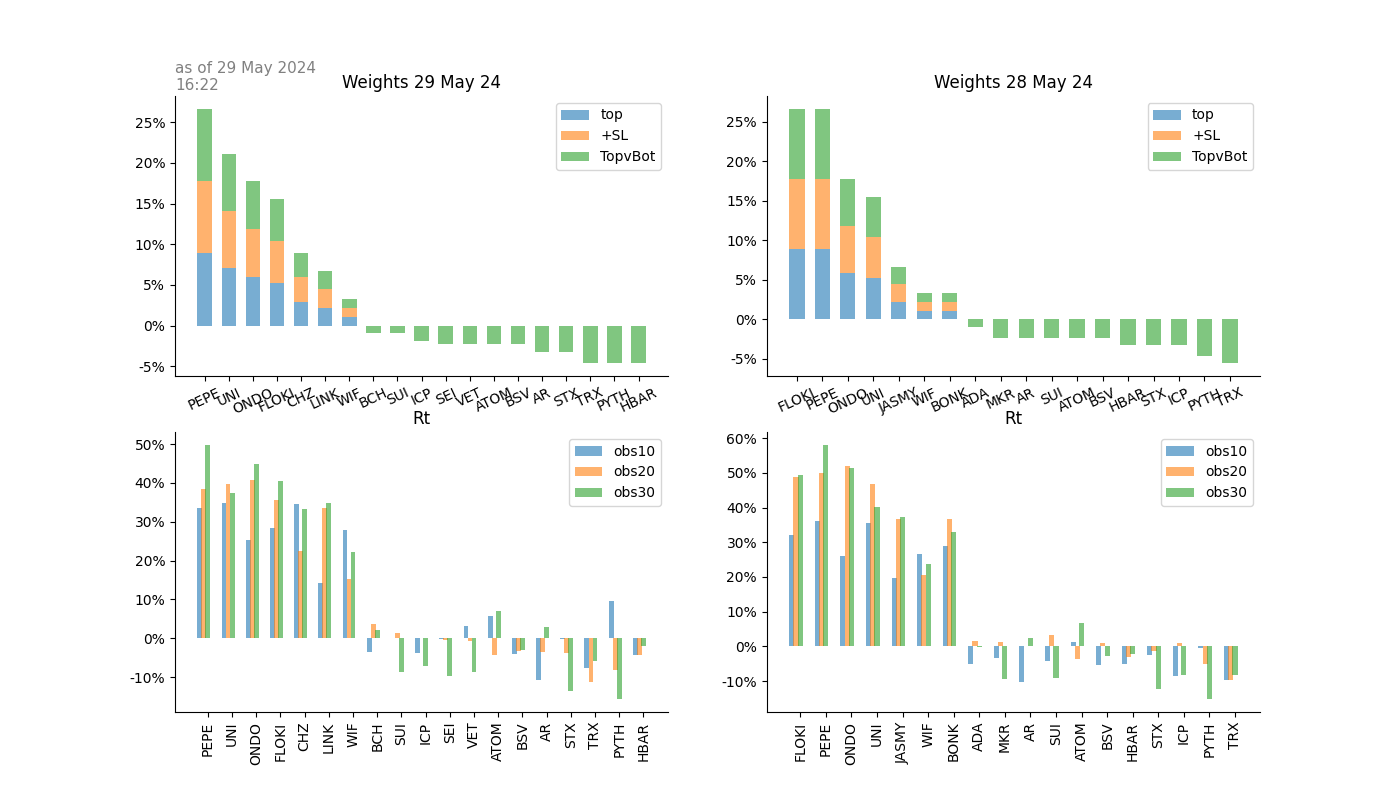 as of 29 May 2024
16:22
Weights 29 May 24
25%
20%
15%
10%
5%
0%
-5%
top
+SL
TopvBot
PEPE UNI ONDO FLOKI CHZ LINK WIF BCH SUI ICP SEI VET ATOM BSV AR STX TRX PYTH HBAR
Weights 28 May 24
25%
20%
15%
10%
5%
0%
-5%
top
+SL
TopvBot
FLOKI PEPE ONDO UNI JASMY WIF BONK ADA MKR AR SUI ATOM BSV HBAR STX ICP PYTH TRX
Rt
50%
40%
30%
20%
10%
0%
-10%
obs10
obs20
obs30
PEPE UNI ONDO FLOKI CHZ LINK WIF BCH SUI ICP SEI VET ATOM BSV AR STX TRX PYTH HBAR
Rt
60%
50%
40%
30%
20%
10%
0%
-10%
obs10
obs20
obs30
FLOKI PEPE ONDO UNI JASMY WIF BONK ADA MKR AR SUI ATOM BSV HBAR STX ICP PYTH TRX